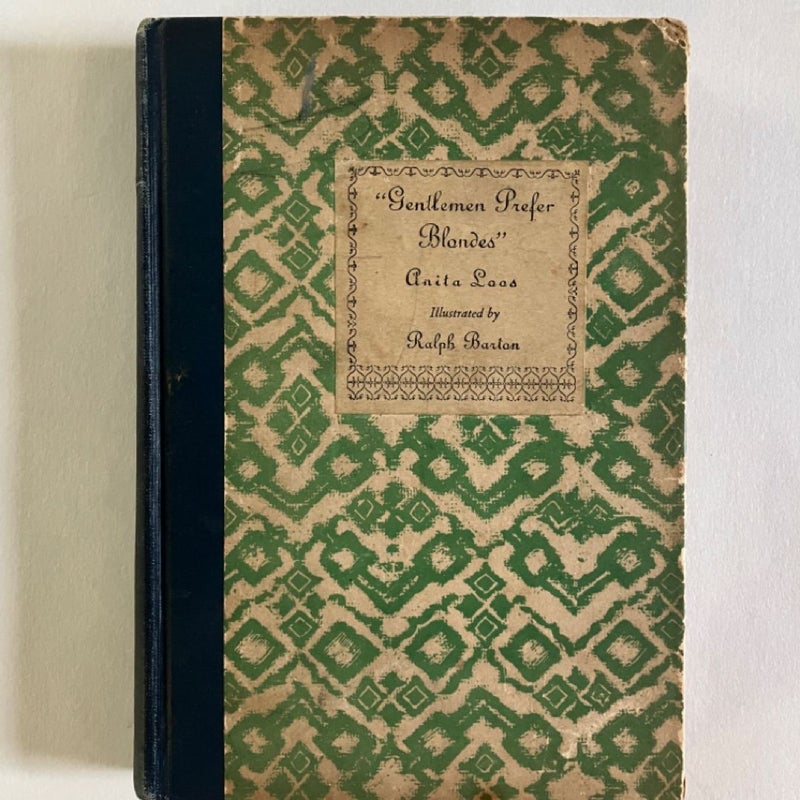 “Gentlemen Prefer
Blondes”
Anita Loos
Illustrated by
Ralph Barton